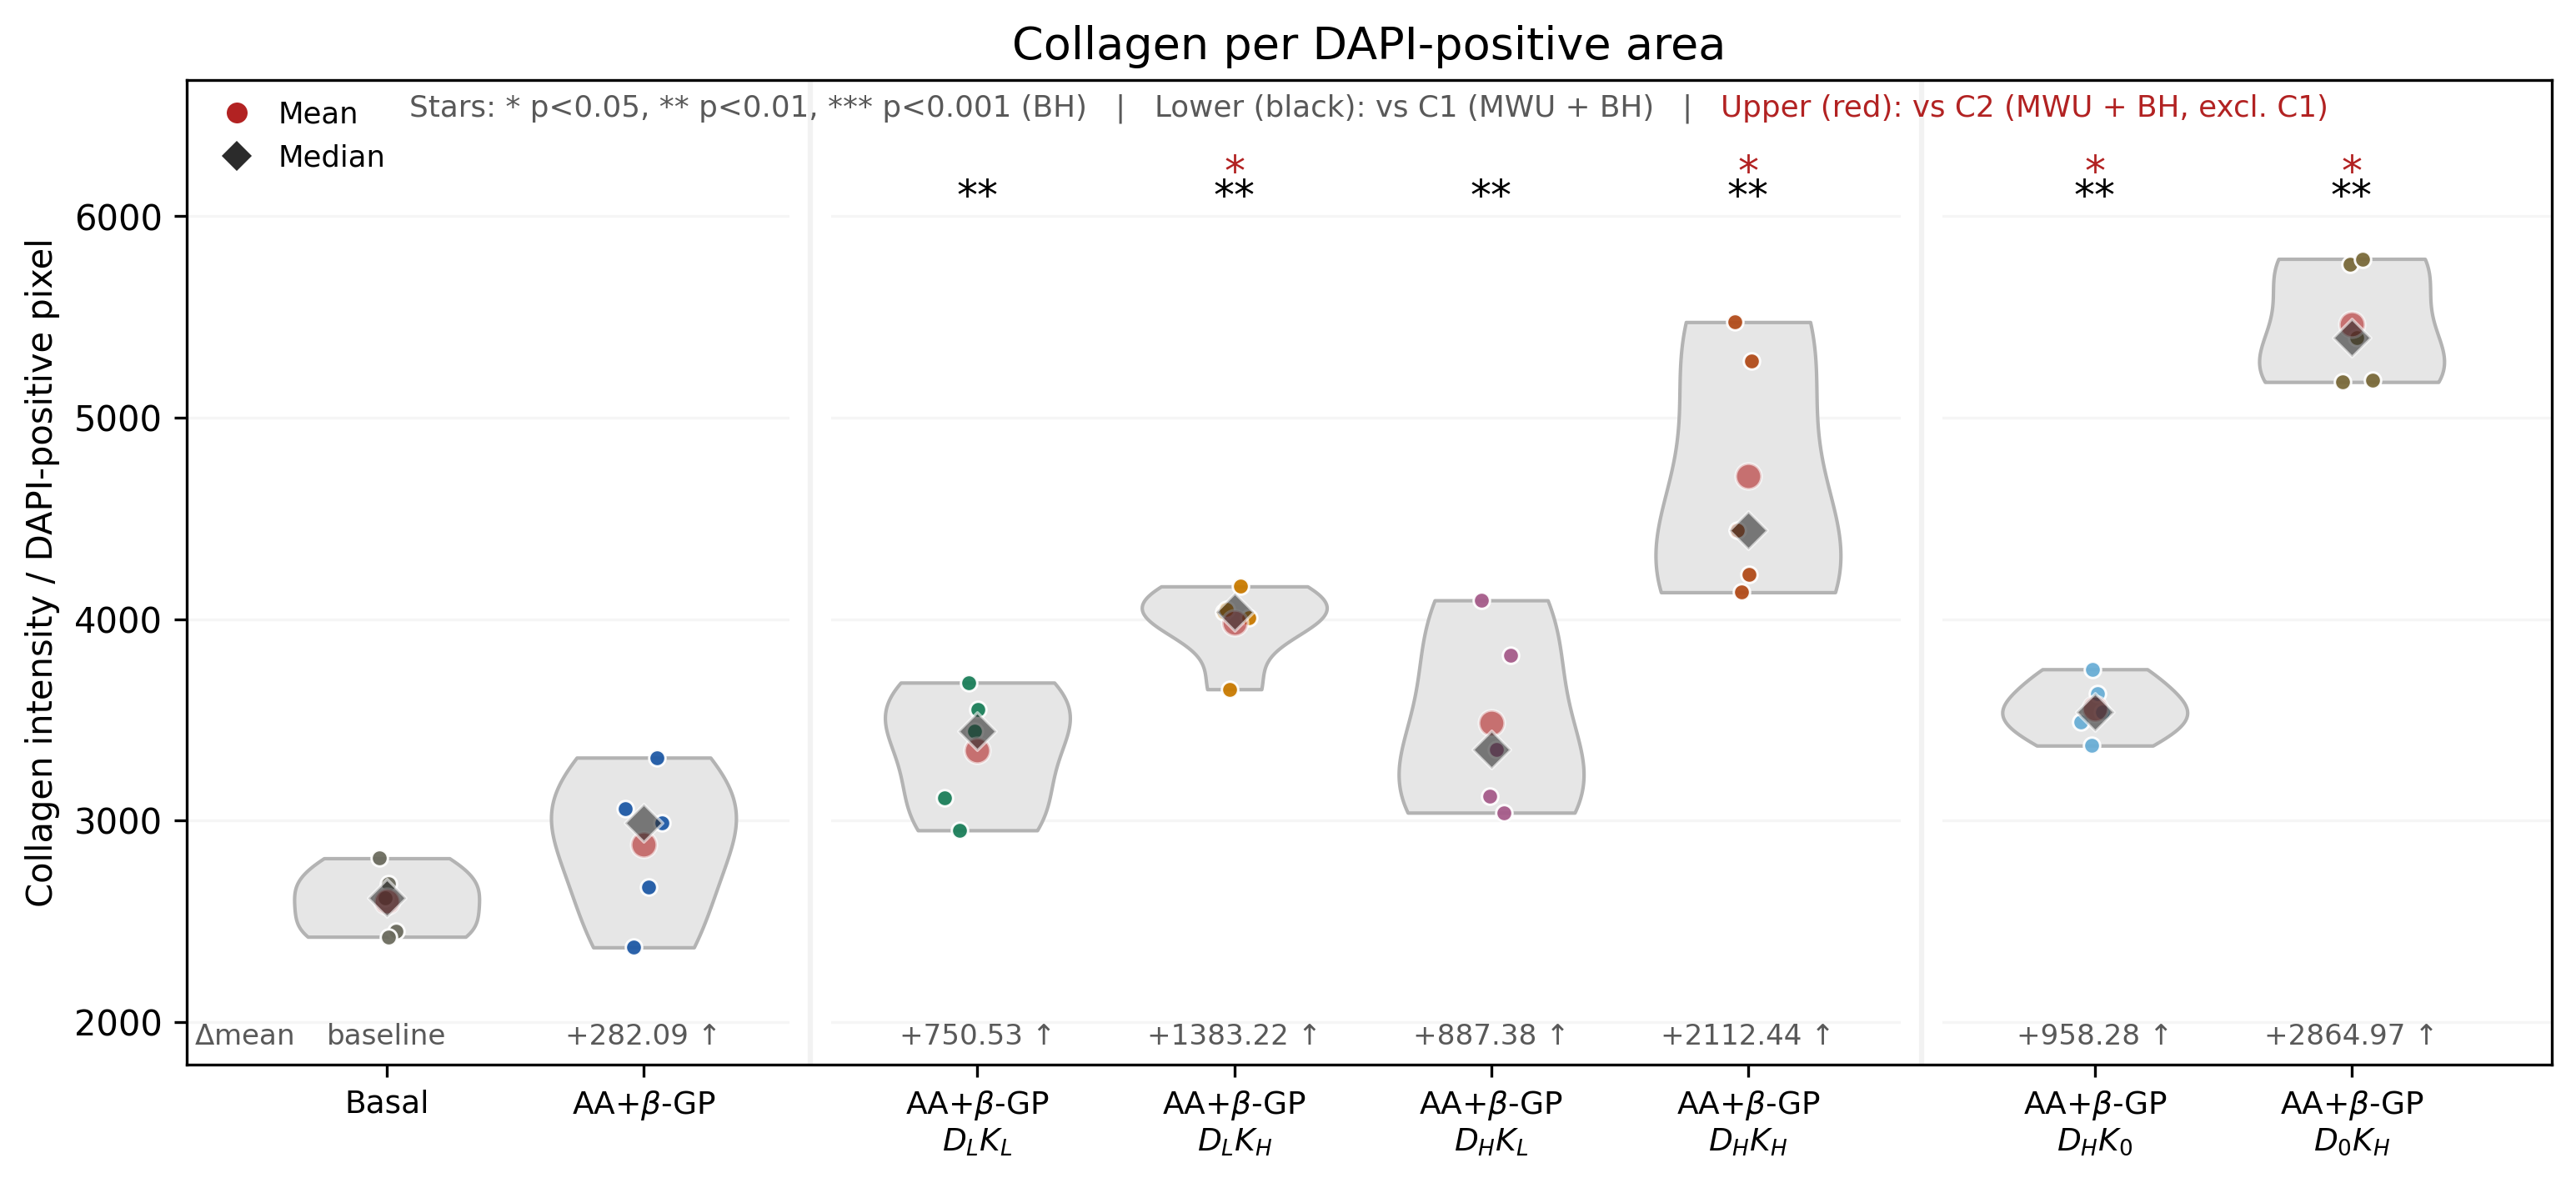 Collagen per DAPI-positive area
Mean
Median
Stars: * p<0.05, ** p<0.01, *** p<0.001 (BH) | Lower (black): vs C1 (MWU + BH) | Upper (red): vs C2 (MWU + BH, excl. C1)
* * * *
** ** ** ** ** **
Collagen intensity / DAPI-positive pixel
6000
5000
4000
3000
2000
Δmean baseline +282.09 ↑ +750.53 ↑ +1383.22 ↑ +887.38 ↑ +2112.44 ↑ +958.28 ↑ +2864.97 ↑
Basal AA+β-GP AA+β-GP AA+β-GP AA+β-GP AA+β-GP AA+β-GP AA+β-GP
D_LK_L D_LK_H D_HK_L D_HK_H D_HK_0 D_0K_H